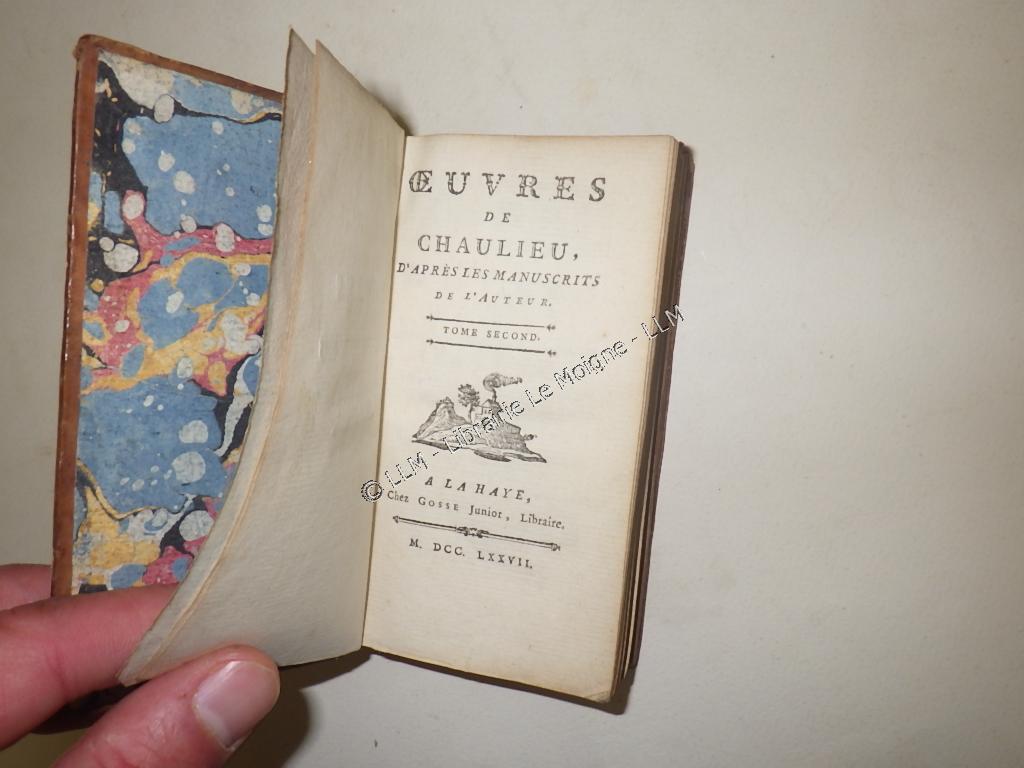 ŒUVRES
DE
CHAULIEU,
D'APRÈS LES MANUSCRITS
DE L'AUTEUR.
TOME SECOND.
© LLM - Librairie Le Moigne - LLM
A LA HAYE,
Chez GOSSE Junior, Libraire.
M. DCC. LXXVII.